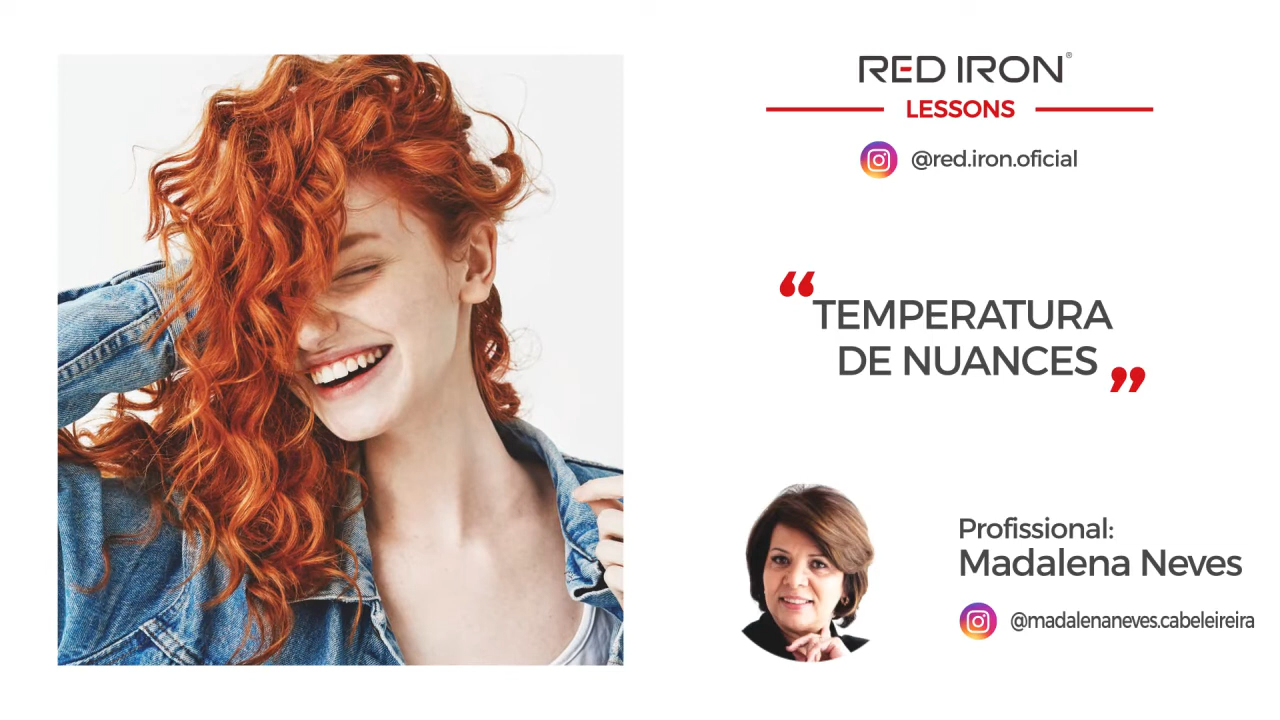 RED IRON®
LESSONS
@red.iron.oficial
“TEMPERATURA
DE NUANCES”
Profissional:
Madalena Neves
@madalenaneves.cabeleireira